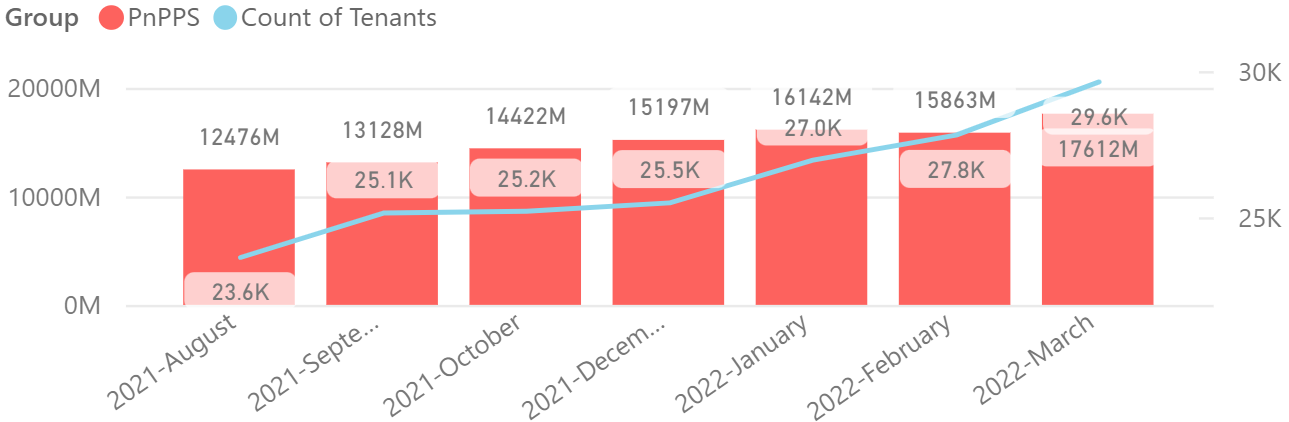 Group PnPPS Count of Tenants
20000M
10000M
0M
30K
25K
12476M
13128M
14422M
15197M
16142M
15863M
17612M
23.6K
25.1K
25.2K
25.5K
27.0K
27.8K
29.6K
2021-August
2021-Septe...
2021-October
2021-Decem...
2022-January
2022-February
2022-March